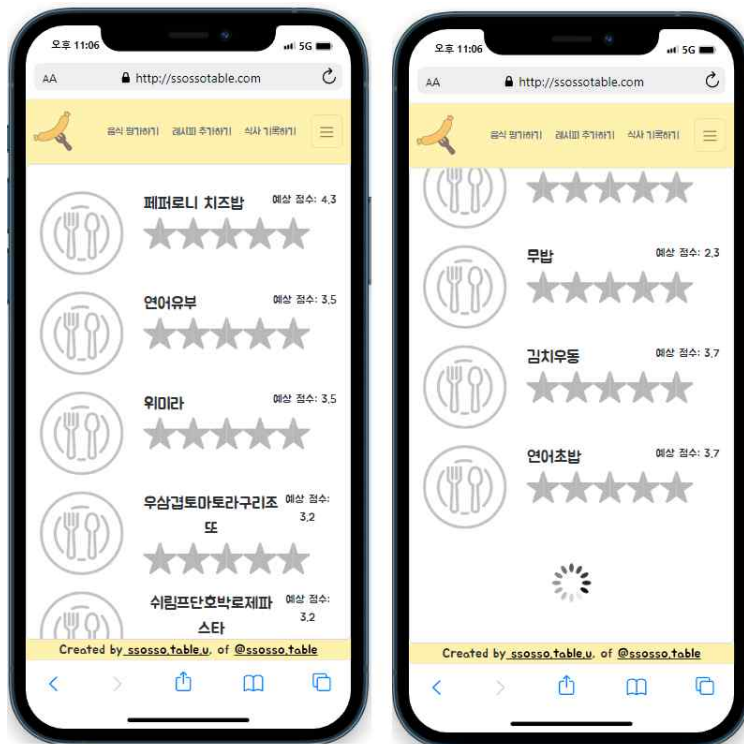 오후 11:06
5G
AA http://ssossotable.com
음식 평가하기 레시피 추가하기 식사 기록하기
페퍼로니 치즈밥 예상 점수: 4.3
연어유부 예상 점수: 3.5
위미라 예상 점수: 3.5
우삼겹토마토라구리조 예상 점수:
또 3.2
쉬림프단호박로제파 예상 점수:
스타 3.2
Created by ssosso.table.u. of @ssosso.table
오후 11:06
5G
AA http://ssossotable.com
음식 평가하기 레시피 추가하기 식사 기록하기
무밥 예상 점수: 2.3
김치우동 예상 점수: 3.7
연어초밥 예상 점수: 3.7
Created by ssosso.table.u. of @ssosso.table